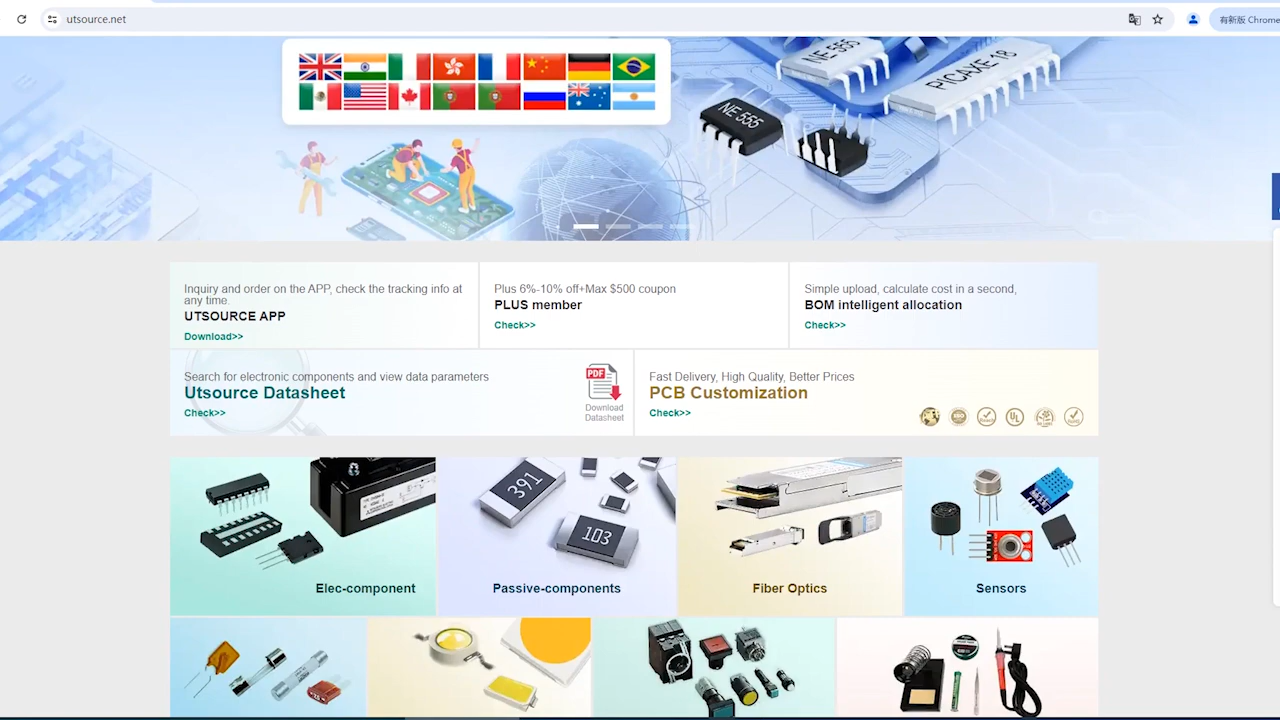 utsource.net
有新版 Chrome
NE 555
PICAXE-18
NE 555
Inquiry and order on the APP, check the tracking info at
any time.
UTSOURCE APP
Download>>
Plus 6%-10% off+Max $500 coupon
PLUS member
Check>>
Simple upload, calculate cost in a second,
BOM intelligent allocation
Check>>
Search for electronic components and view data parameters
Utsource Datasheet
Check>>
PDF
Download
Datasheet
Fast Delivery, High Quality, Better Prices
PCB Customization
Check>>
391
103
Elec-component
Passive-components
Fiber Optics
Sensors